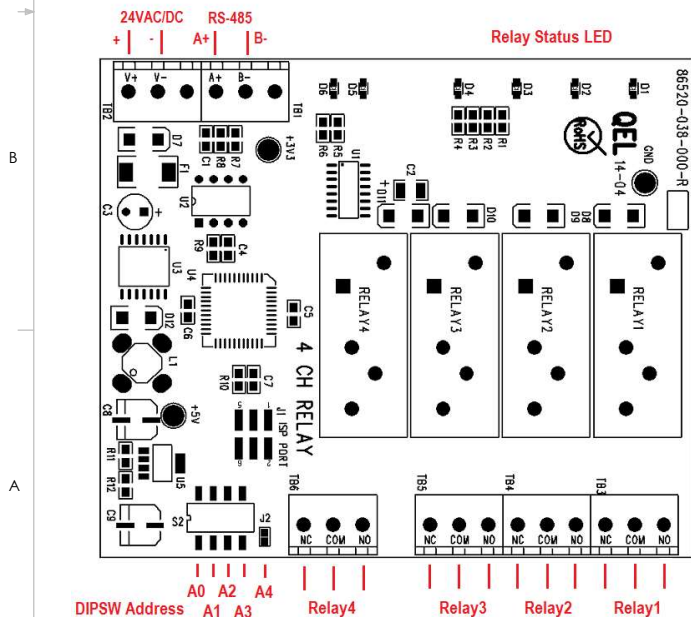 24VAC/DC RS-485
+ - A+ B-
Relay Status LED
V+ V- A+ B-
TB2 TB1
D6 D5 D4 D3 D2 D1
86520-038-000-R
D7
C1 R8 R7
+3V3
R6 R5
U1
R4 R3 R2 R1
RoHS
QEL
14-04
GND
B
F1
C2
+
D11
C3
+
U2
D10 D9 D8
R9 C4
U3
U4
RELAY4 RELAY3 RELAY2 RELAY1
C6
C5
D12
4 CH RELAY
L1
R10 C7
C8
+5V
5 1
J1 ISP PORT
6 2
R11
R12
U5
A
TB6 TB5 TB4 TB3
C9
S2
J2
NC COM NO NC COM NO NC COM NO NC COM NO
A0 A2 A4
DIPSW Address A1 A3 Relay4 Relay3 Relay2 Relay1